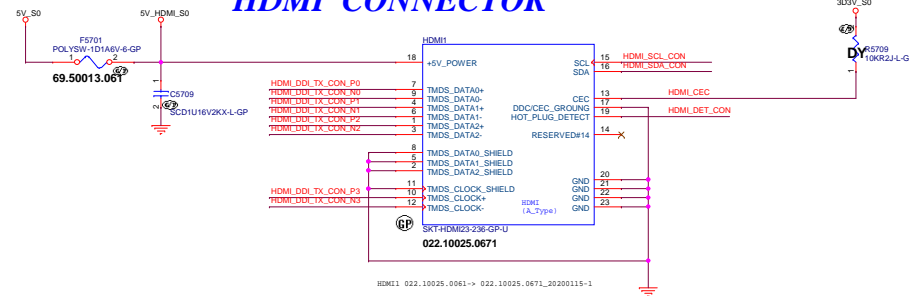 HDMI CONNECTOR
5V_S0
5V_HDMI_S0
3D3V_S0
F5701
POLYSW-1D1A6V-6-GP
1
2
69.50013.061
1
2
C5709
SCD1U16V2KX-L-GP
HDMI1
18
+5V_POWER
HDMI_DDI_TX_CON_P0
7
TMDS_DATA0+
HDMI_DDI_TX_CON_N0
9
TMDS_DATA0-
HDMI_DDI_TX_CON_P1
4
TMDS_DATA1+
HDMI_DDI_TX_CON_N1
6
TMDS_DATA1-
HDMI_DDI_TX_CON_P2
1
TMDS_DATA2+
HDMI_DDI_TX_CON_N2
3
TMDS_DATA2-
8
TMDS_DATA0_SHIELD
5
TMDS_DATA1_SHIELD
2
TMDS_DATA2_SHIELD
11
TMDS_CLOCK_SHIELD
HDMI_DDI_TX_CON_P3
10
TMDS_CLOCK+
HDMI_DDI_TX_CON_N3
12
TMDS_CLOCK-
SCL
15
HDMI_SCL_CON
SDA
16
HDMI_SDA_CON
CEC
13
HDMI_CEC
DDC/CEC_GROUNG
17
HOT_PLUG_DETECT
19
HDMI_DET_CON
RESERVED#14
14
GND
20
GND
21
GND
22
GND
23
HDMI
(A_Type)
GP
SKT-HDMI23-236-GP-U
022.10025.0671
DY
R5709
10KR2J-L-G
1
HDMI1 022.10025.0061-> 022.10025.0671_20200115-1